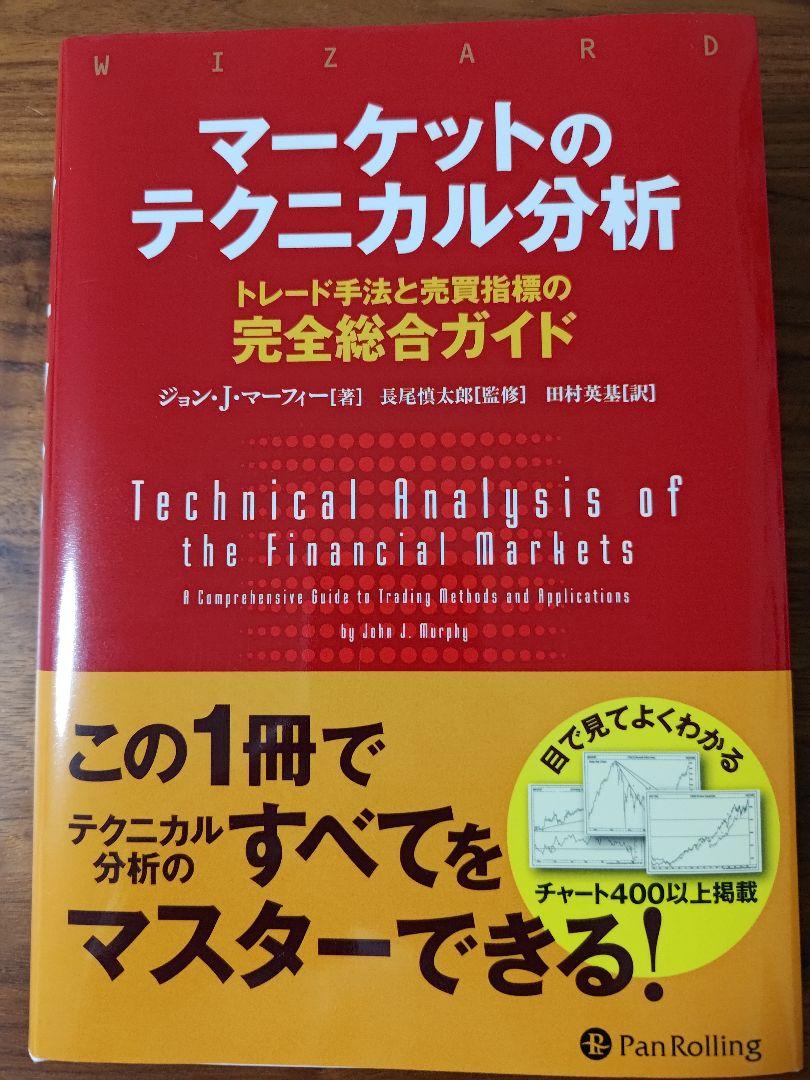 WIZARD
マーケットの
テクニカル分析
トレード手法と売買指標の
完全総合ガイド
ジョン・J・マーフィー[著] 長尾慎太郎[監修] 田村英基[訳]
Technical Analysis of
the Financial Markets
A Comprehensive Guide to Trading Methods and Applications
by John J. Murphy
この1冊で
テクニカル
分析の
すべてを
マスターできる!
目で見てよくわかる
チャート400以上掲載
Pan Rolling